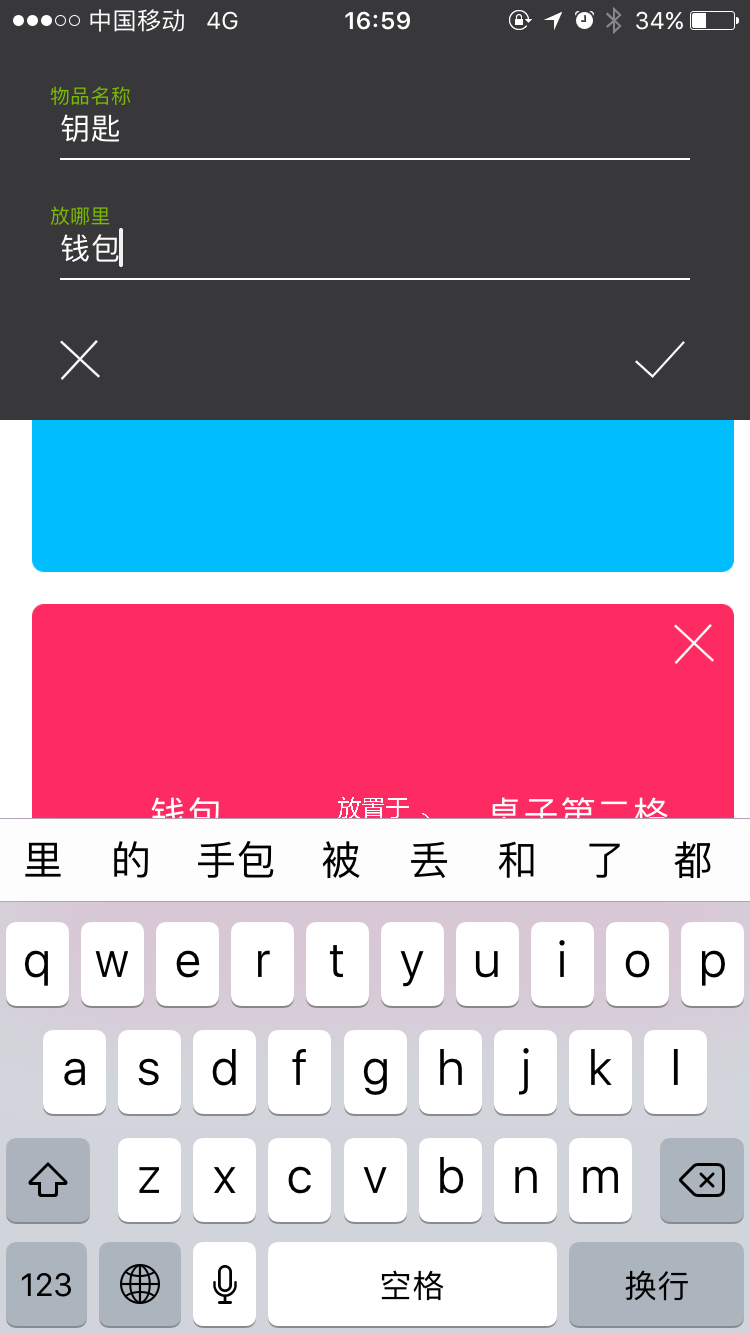 中国移动 4G 16:59 34%
物品名称
钥匙
放哪里
钱包
钱包 放置于 桌子第二格
里 的 手包 被 丢 和 了 都
q w e r t y u i o p
a s d f g h j k l
z x c v b n m
123 空格 换行